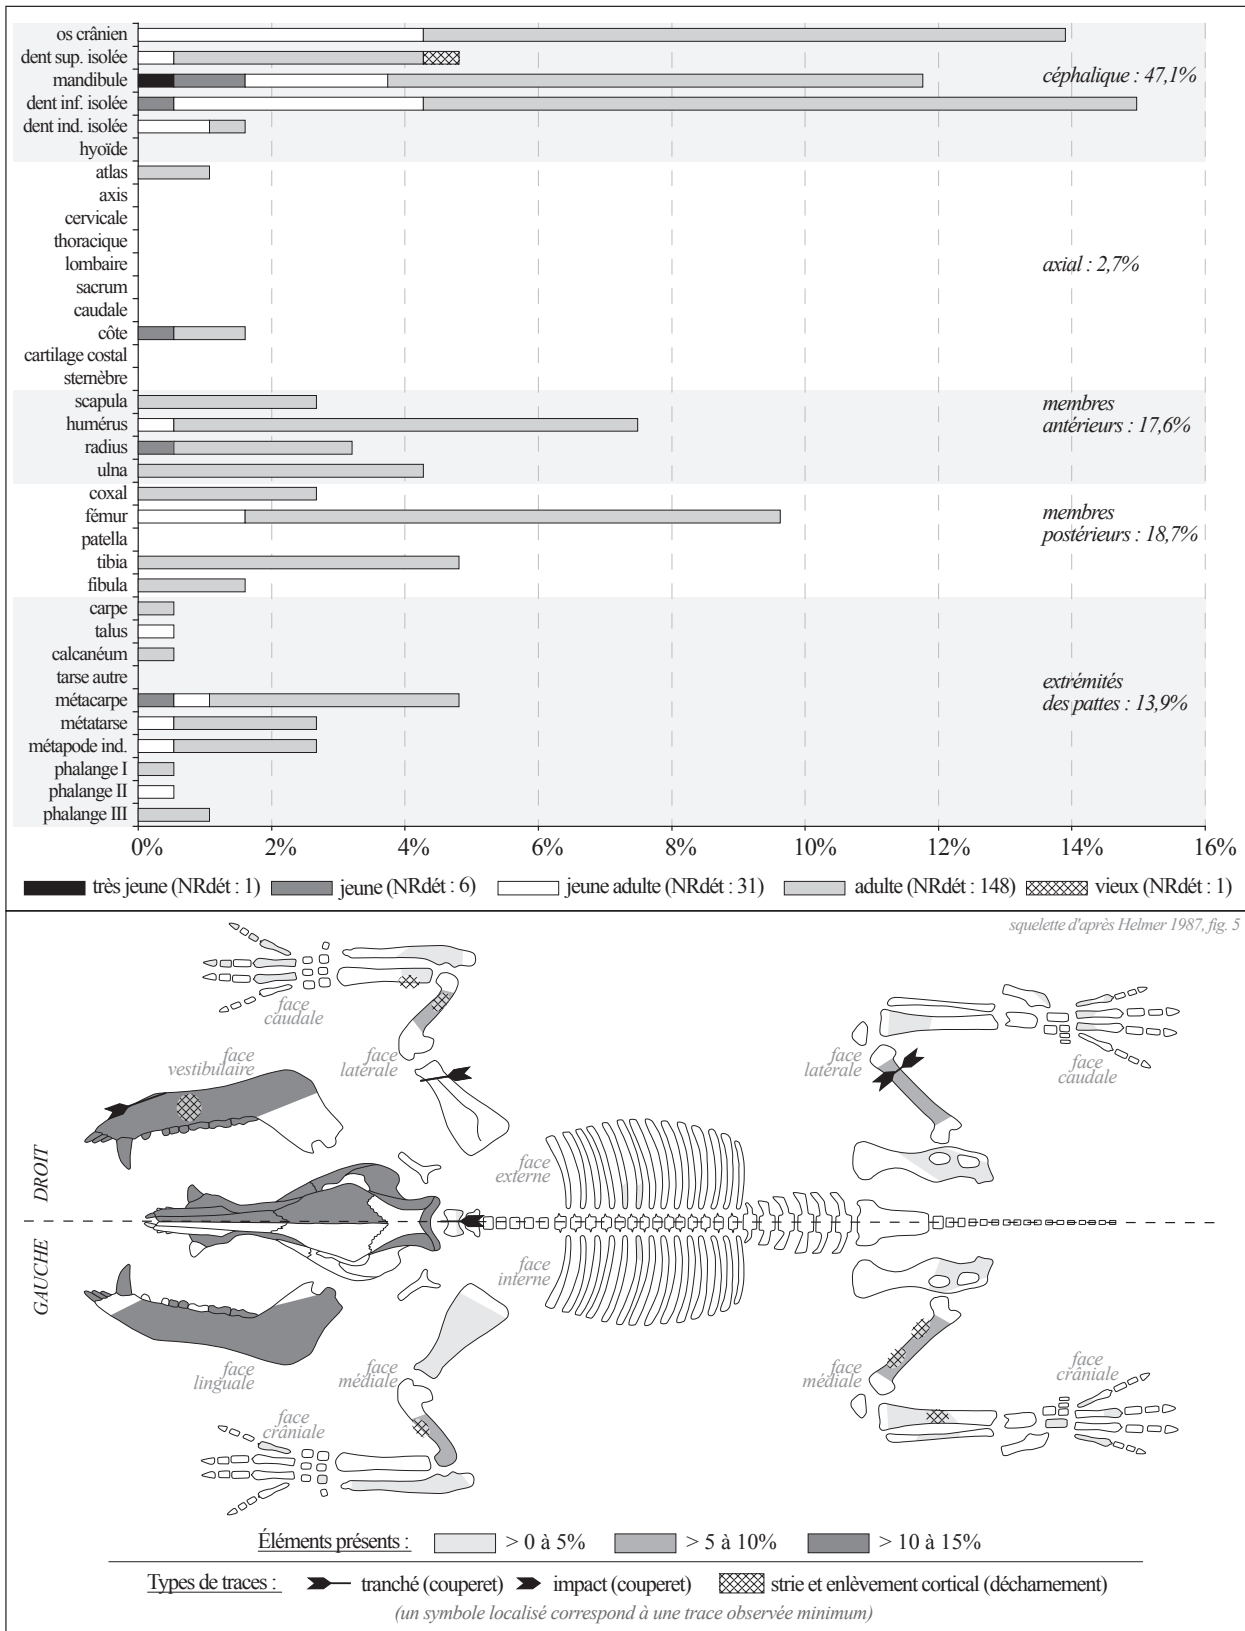 os crânien
dent sup. isolée
mandibule
céphalique : 47,1%
dent inf. isolée
dent ind. isolée
hyoïde
atlas
axis
cervicale
thoracique
lombaire
axial : 2,7%
sacrum
caudale
côte
cartilage costal
sternèbre
scapula
membres
antérieurs : 17,6%
humérus
radius
ulna
coxal
fémur
membres
postérieurs : 18,7%
patella
tibia
fibula
carpe
talus
calcanéum
tarse autre
extrémités
des pattes : 13,9%
métacarpe
métatarse
métapode ind.
phalange I
phalange II
phalange III
0% 2% 4% 6% 8% 10% 12% 14% 16%
très jeune (NRdét : 1) jeune (NRdét : 6) jeune adulte (NRdét : 31) adulte (NRdét : 148) vieux (NRdét : 1)
squelette d'après Helmer 1987, fig. 5
face
caudale
face
vestibulaire
face
latérale
face
latérale
face
caudale
DROIT
face
externe
GAUCHE
face
interne
face
linguale
face
médiale
face
médiale
face
crâniale
face
crâniale
Éléments présents : > 0 à 5% > 5 à 10% > 10 à 15%
Types de traces : tranché (couperet) impact (couperet) strie et enlèvement cortical (décharnement)
(un symbole localisé correspond à une trace observée minimum)